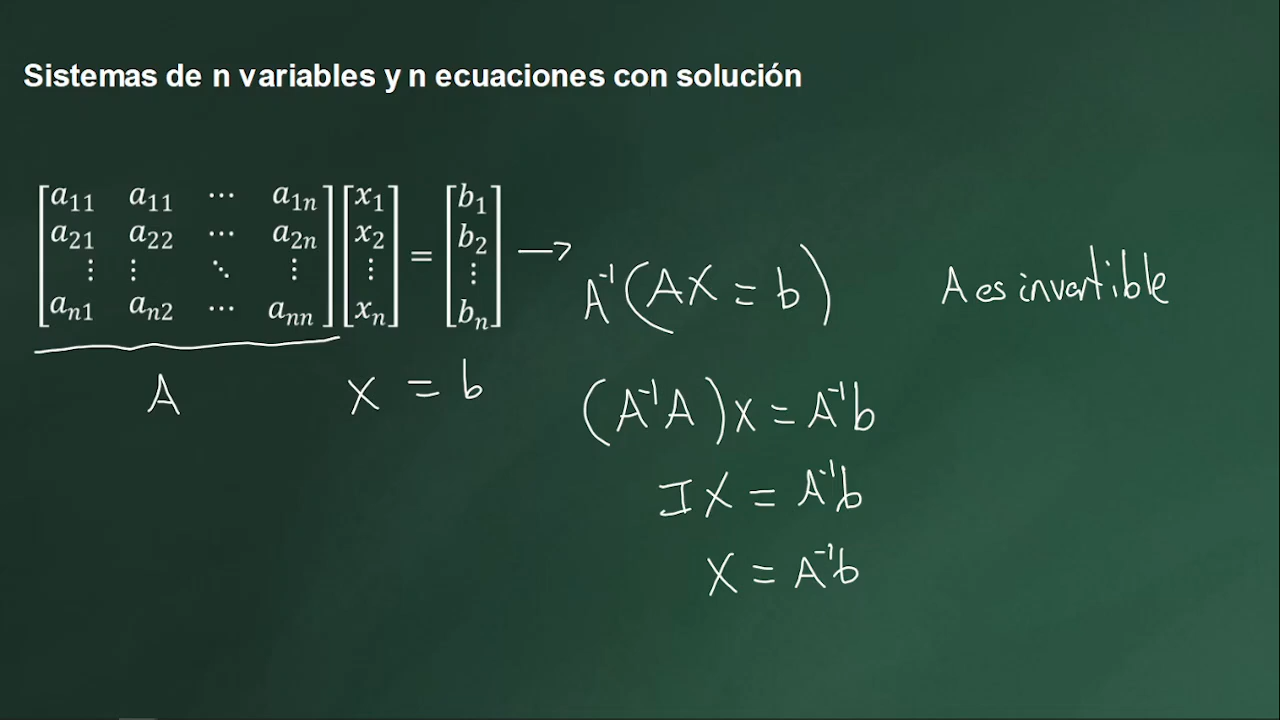 Sistemas de n variables y n ecuaciones con solución
[a₁₁ a₁₁ ⋯ a₁ₙ] [x₁] [b₁]
[a₂₁ a₂₂ ⋯ a₂ₙ] [x₂] = [b₂] →
[⋮ ⋮ ⋱ ⋮] [⋮] [⋮]
[aₙ₁ aₙ₂ ⋯ aₙₙ] [xₙ] [bₙ]
A x = b
A⁻¹(AX = b) A es invertible
(A⁻¹A)x = A⁻¹b
IX = A⁻¹b
X = A⁻¹b